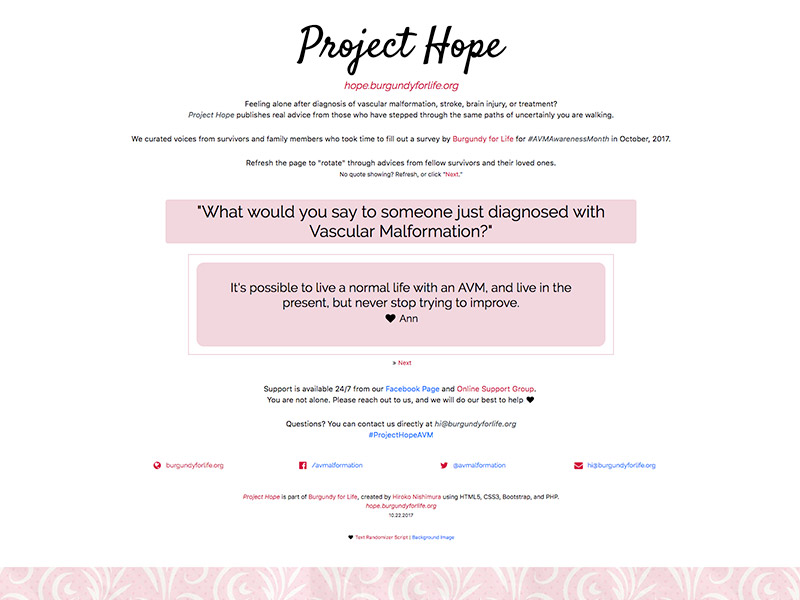 Project Hope
hope.burgundyforlife.org
Feeling alone after diagnosis of vascular malformation, stroke, brain injury, or treatment?
Project Hope publishes real advice from those who have stepped through the same paths of uncertainly you are walking.
We curated voices from survivors and family members who took time to fill out a survey by Burgundy for Life for #AVMAwarenessMonth in October, 2017.
Refresh the page to "rotate" through advices from fellow survivors and their loved ones.
No quote showing? Refresh, or click "Next."
"What would you say to someone just diagnosed with
Vascular Malformation?"
It's possible to live a normal life with an AVM, and live in the
present, but never stop trying to improve.
♥ Ann
» Next
Support is available 24/7 from our Facebook Page and Online Support Group.
You are not alone. Please reach out to us, and we will do our best to help ♥
Questions? You can contact us directly at hi@burgundyforlife.org
#ProjectHopeAVM
burgundyforlife.org /avmalformation @avmalformation hi@burgundyforlife.org
Project Hope is part of Burgundy for Life, created by Hiroko Nishimura using HTML5, CSS3, Bootstrap, and PHP.
hope.burgundyforlife.org
10.22.2017
♥ Text Randomizer Script | Background Image